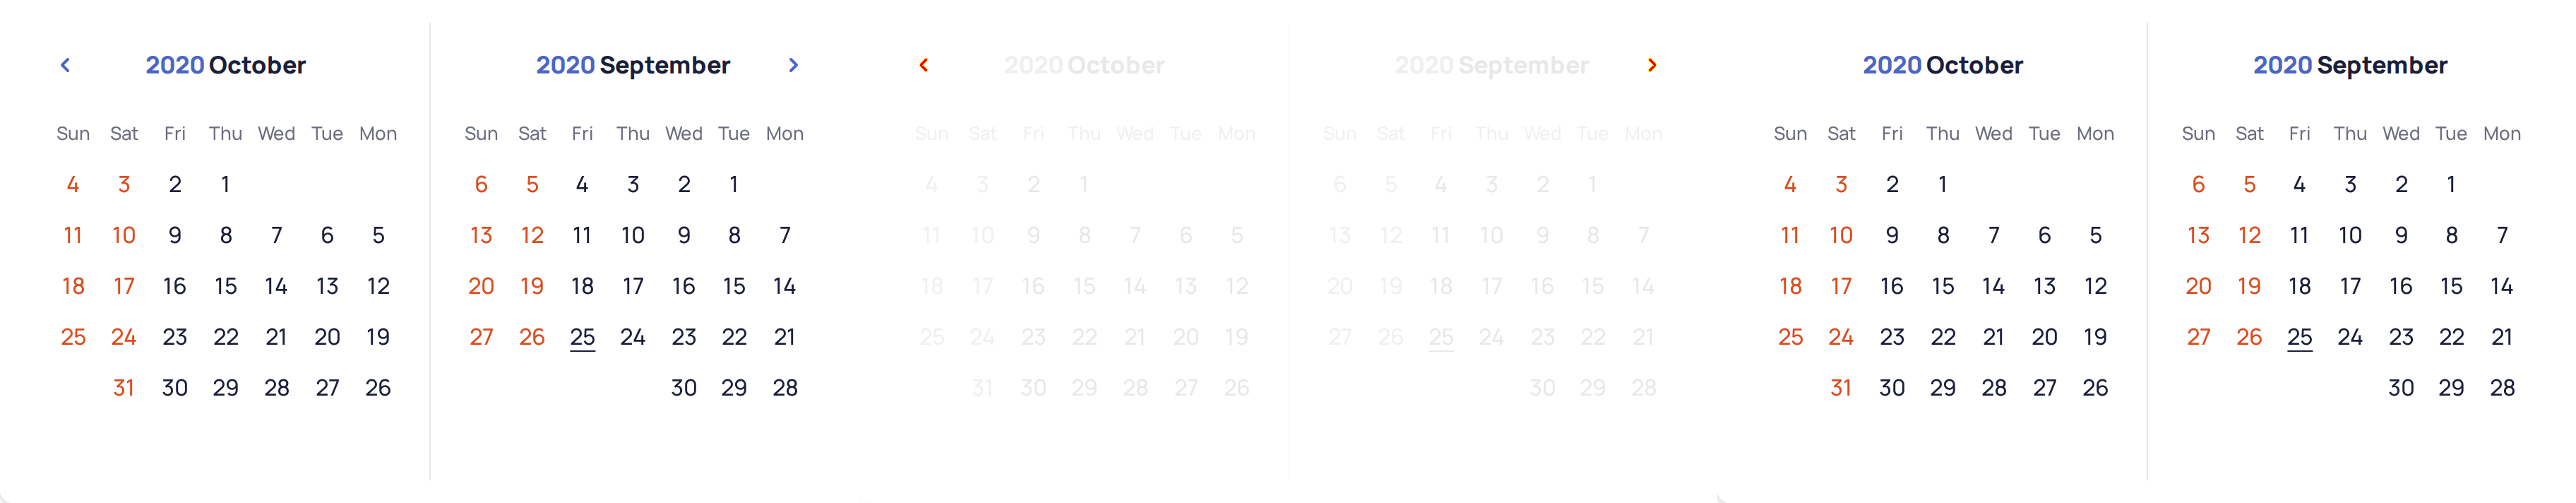 2020 October 2020 September 2020 October 2020 September 2020 October 2020 September
Sun Sat Fri Thu Wed Tue Mon Sun Sat Fri Thu Wed Tue Mon Sun Sat Fri Thu Wed Tue Mon Sun Sat Fri Thu Wed Tue Mon Sun Sat Fri Thu Wed Tue Mon Sun Sat Fri Thu Wed Tue Mon
4 3 2 1 6 5 4 3 2 1 4 3 2 1 6 5 4 3 2 1 4 3 2 1 6 5 4 3 2 1
11 10 9 8 7 6 5 13 12 11 10 9 8 7 11 10 9 8 7 6 5 13 12 11 10 9 8 7 11 10 9 8 7 6 5 13 12 11 10 9 8 7
18 17 16 15 14 13 12 20 19 18 17 16 15 14 18 17 16 15 14 13 12 20 19 18 17 16 15 14 18 17 16 15 14 13 12 20 19 18 17 16 15 14
25 24 23 22 21 20 19 27 26 25 24 23 22 21 25 24 23 22 21 20 19 27 26 25 24 23 22 21 25 24 23 22 21 20 19 27 26 25 24 23 22 21
31 30 29 28 27 26 30 29 28 31 30 29 28 27 26 30 29 28 31 30 29 28 27 26 30 29 28